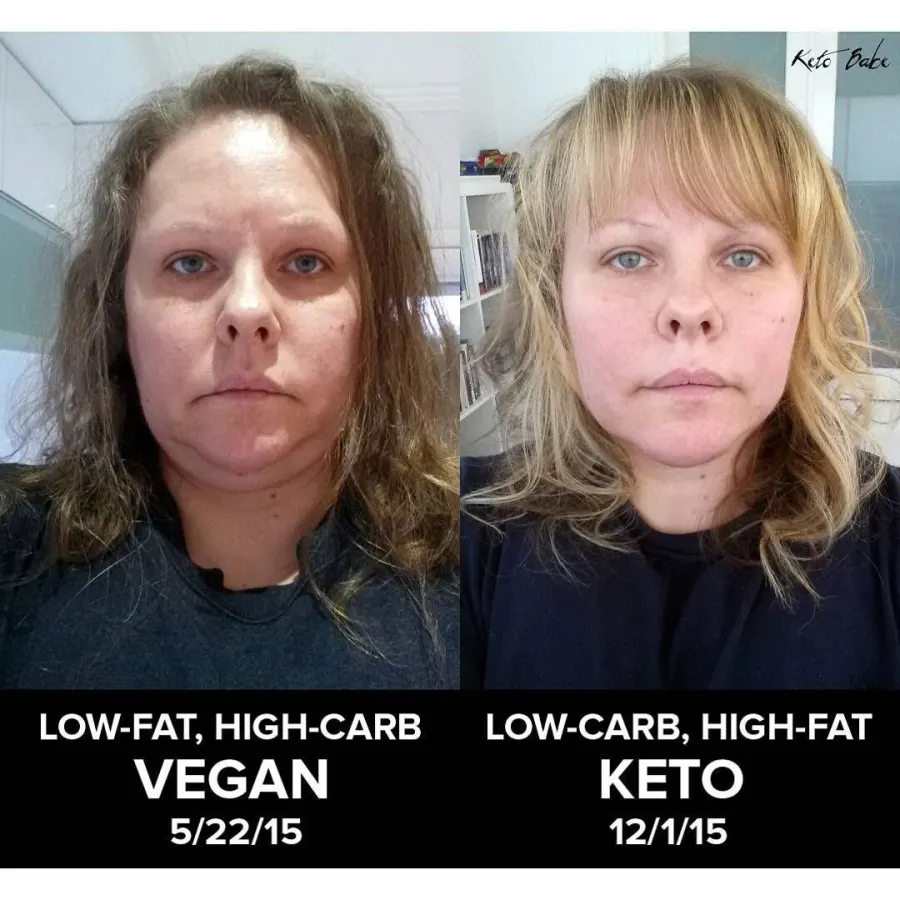 Keto Babe
LOW-FAT, HIGH-CARB
VEGAN
5/22/15
LOW-CARB, HIGH-FAT
KETO
12/1/15